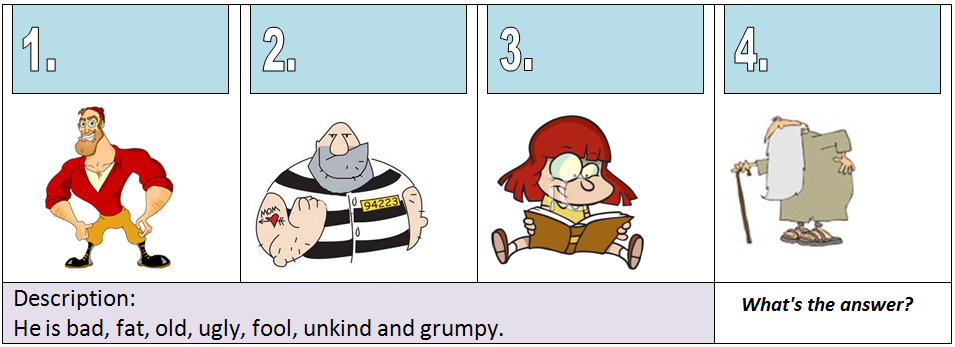 1.
2.
3.
4.
MOM
94223
Description:
He is bad, fat, old, ugly, fool, unkind and grumpy.
What's the answer?